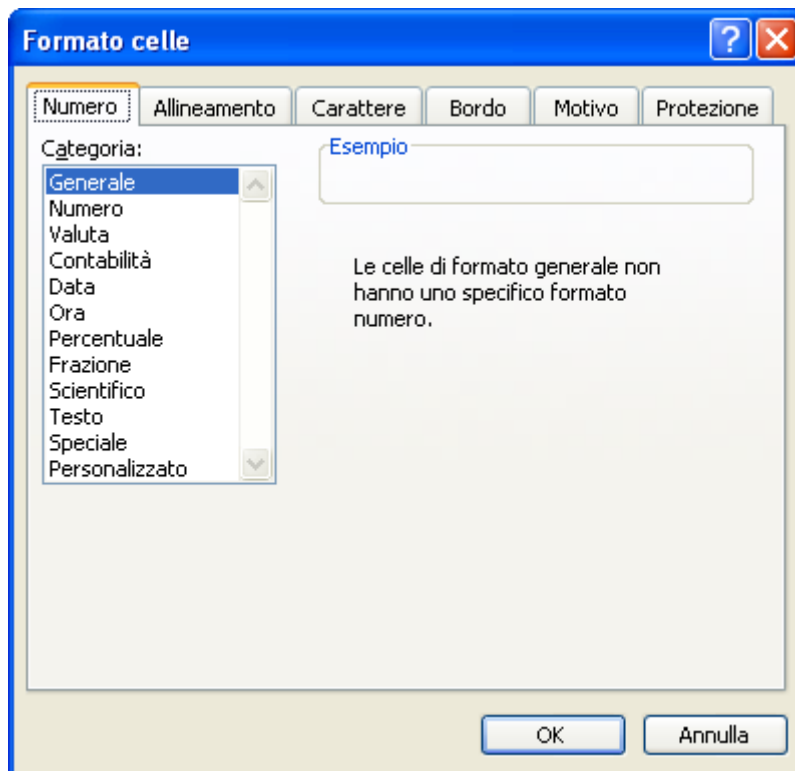 Formato celle
Numero Allineamento Carattere Bordo Motivo Protezione
Categoria:
Generale
Numero
Valuta
Contabilità
Data
Ora
Percentuale
Frazione
Scientifico
Testo
Speciale
Personalizzato
Esempio
Le celle di formato generale non
hanno uno specifico formato
numero.
OK Annulla